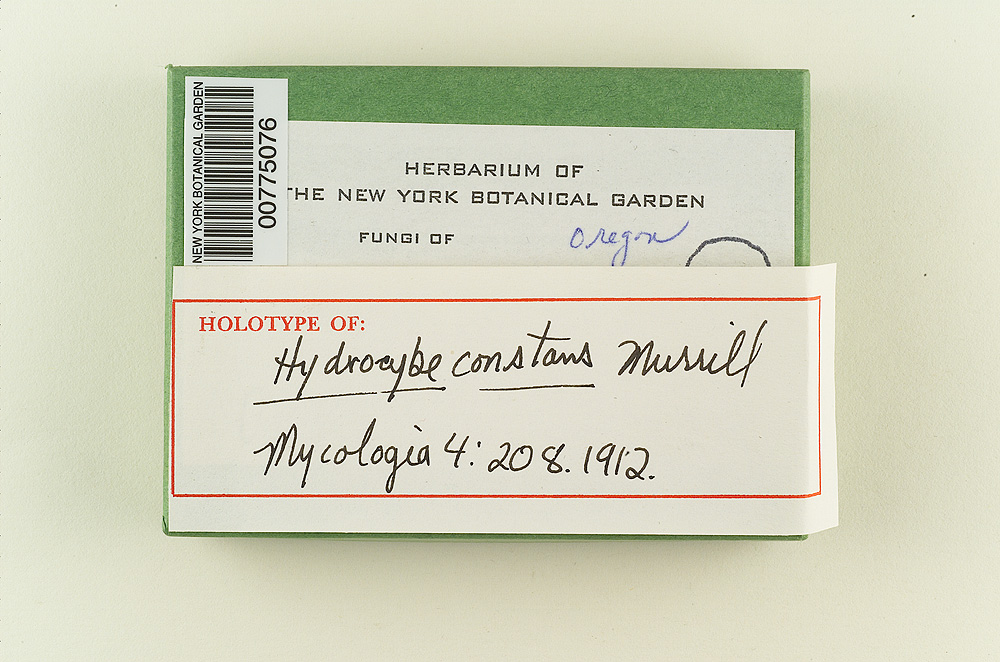 NEW YORK BOTANICAL GARDEN
00775076
HERBARIUM OF
THE NEW YORK BOTANICAL GARDEN
FUNGI OF Oregon
HOLOTYPE OF:
Hydrocybe constans Murrill
Mycologia 4: 208. 1912.